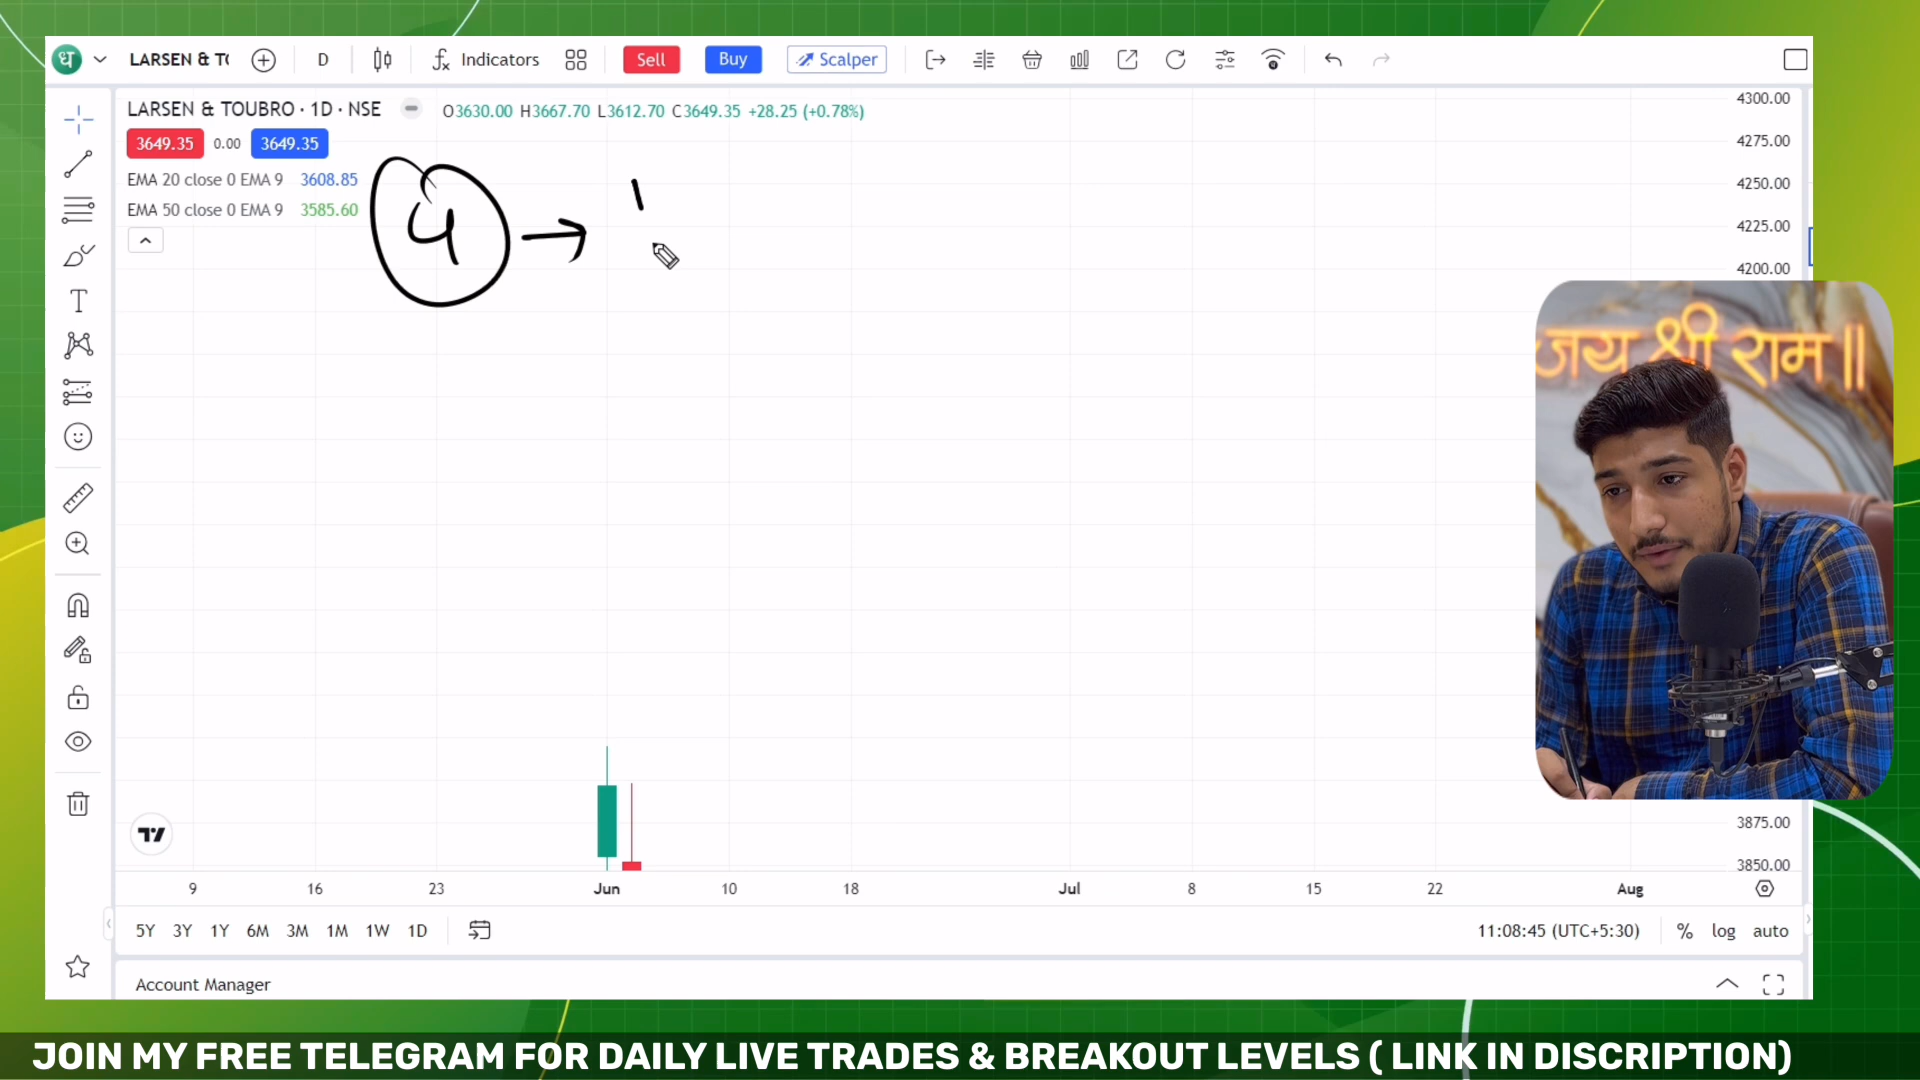 ध LARSEN & TO D Indicators Sell Buy Scalper
LARSEN & TOUBRO · 1D · NSE O3630.00 H3667.70 L3612.70 C3649.35 +28.25 (+0.78%)
3649.35 0.00 3649.35
EMA 20 close 0 EMA 9 3608.85
EMA 50 close 0 EMA 9 3585.60
4 →
4300.00
4275.00
4250.00
4225.00
4200.00
जय श्री राम ॥
3875.00
3850.00
9 16 23 Jun 10 18 Jul 8 15 22 Aug
5Y 3Y 1Y 6M 3M 1M 1W 1D 11:08:45 (UTC+5:30) % log auto
Account Manager
JOIN MY FREE TELEGRAM FOR DAILY LIVE TRADES & BREAKOUT LEVELS ( LINK IN DISCRIPTION)